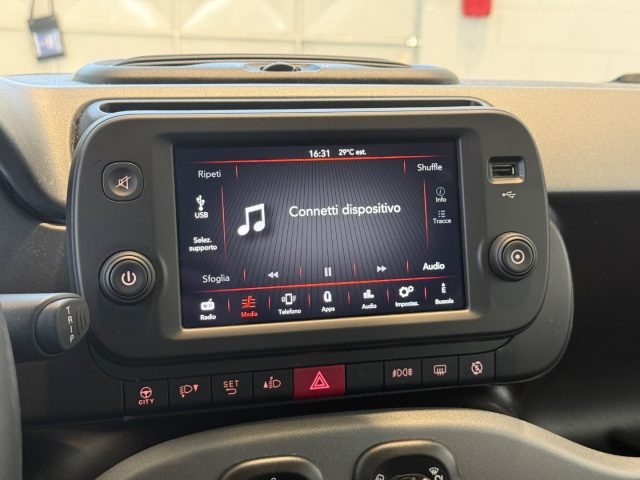 16:31 29°C est.
Ripeti
Shuffle
USB
Connetti dispositivo
Info
Selez.
supporto
Tracce
Sfoglia
Audio
Radio
Media
Telefono
Apps
Audio
Impostaz.
Bussola
TRIP
CITY
SET